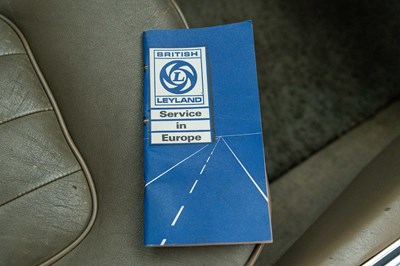 BRITISH
L
LEYLAND
Service
in
Europe